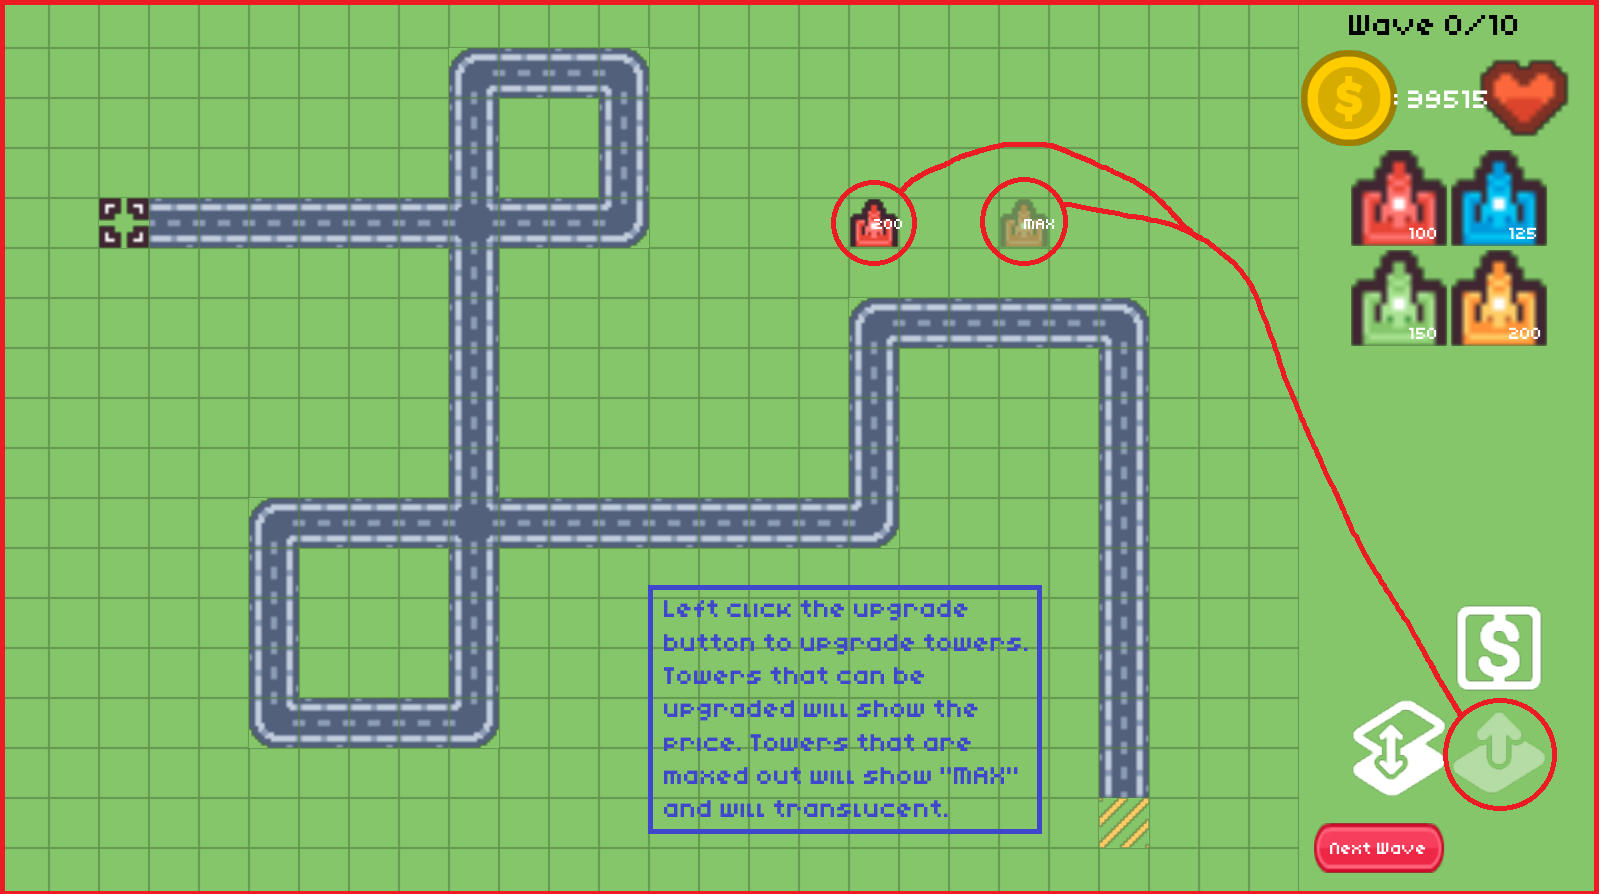 Wave 0/10
$ : 39515
100 125
150 200
200 MAX
Left click the upgrade
button to upgrade towers.
Towers that can be
upgraded will show the
price. Towers that are
maxed out will show "MAX"
and will translucent.
$
Next Wave